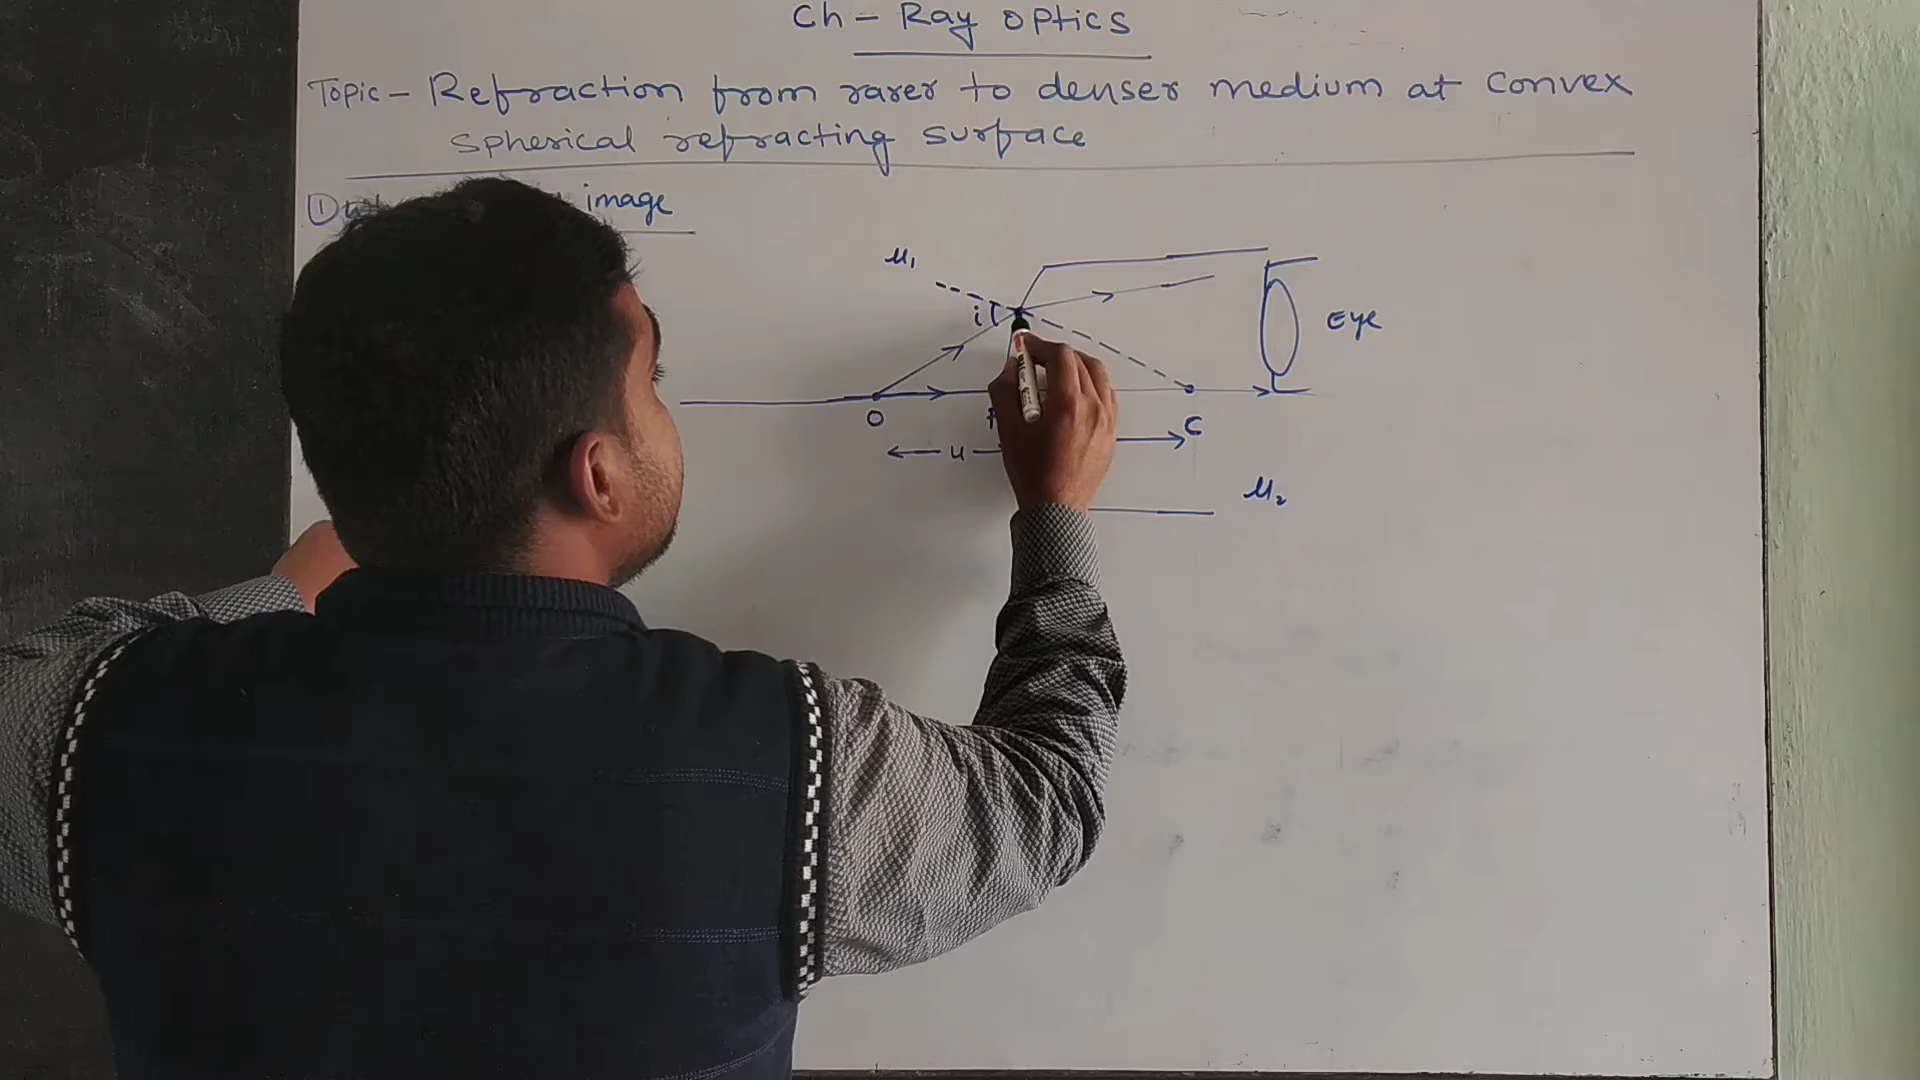 Ch - Ray optics
Topic - Refraction from rarer to denser medium at convex
spherical refracting surface
① image
μ₁
i
Eye
O
P
C
u
μ₂